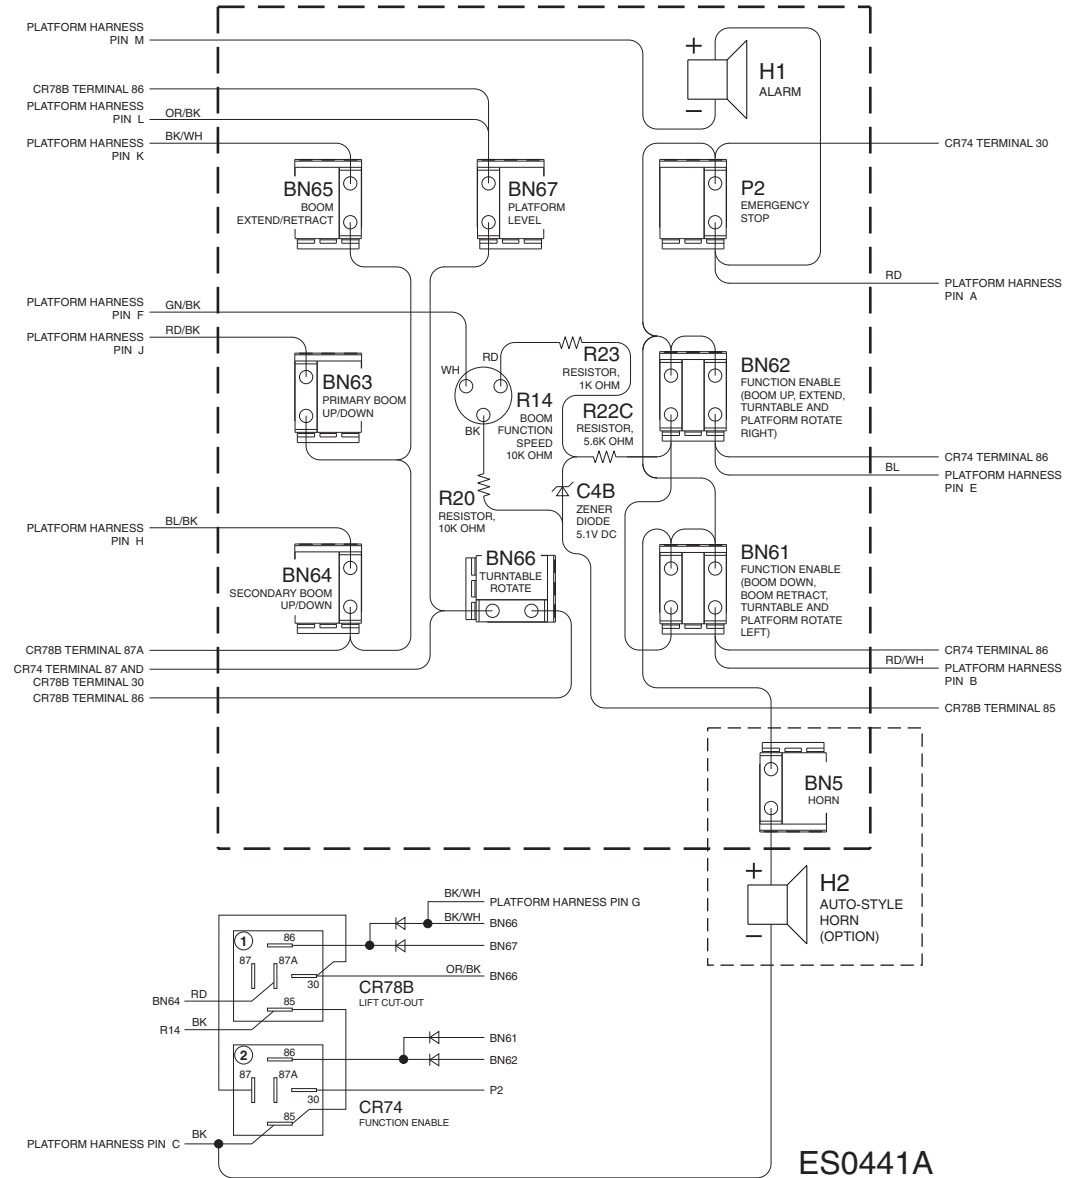 PLATFORM HARNESS
PIN M
CR78B TERMINAL 86
PLATFORM HARNESS
PIN L
OR/BK
PLATFORM HARNESS
PIN K
BK/WH
+
–
H1
ALARM
CR74 TERMINAL 30
BN65
BOOM
EXTEND/RETRACT
BN67
PLATFORM
LEVEL
P2
EMERGENCY
STOP
RD
PLATFORM HARNESS
PIN A
PLATFORM HARNESS
PIN F
GN/BK
PLATFORM HARNESS
PIN J
RD/BK
BN63
PRIMARY BOOM
UP/DOWN
WH
RD
BK
R14
BOOM
FUNCTION
SPEED
10K OHM
R23
RESISTOR,
1K OHM
R22C
RESISTOR,
5.6K OHM
BN62
FUNCTION ENABLE
(BOOM UP, EXTEND,
TURNTABLE AND
PLATFORM ROTATE
RIGHT)
CR74 TERMINAL 86
BL
PLATFORM HARNESS
PIN E
R20
RESISTOR,
10K OHM
C4B
ZENER
DIODE
5.1V DC
PLATFORM HARNESS
PIN H
BL/BK
BN64
SECONDARY BOOM
UP/DOWN
BN66
TURNTABLE
ROTATE
BN61
FUNCTION ENABLE
(BOOM DOWN,
BOOM RETRACT,
TURNTABLE AND
PLATFORM ROTATE
LEFT)
CR78B TERMINAL 87A
CR74 TERMINAL 87 AND
CR78B TERMINAL 30
CR78B TERMINAL 86
CR74 TERMINAL 86
RD/WH
PLATFORM HARNESS
PIN B
CR78B TERMINAL 85
BN5
HORN
+
–
H2
AUTO-STYLE
HORN
(OPTION)
BK/WH
PLATFORM HARNESS PIN G
BK/WH
BN66
BN67
OR/BK
BN66
1
86
87
87A
30
85
CR78B
LIFT CUT-OUT
BN64
RD
R14
BK
BN61
BN62
P2
2
86
87
87A
30
85
CR74
FUNCTION ENABLE
PLATFORM HARNESS PIN C
BK
ES0441A